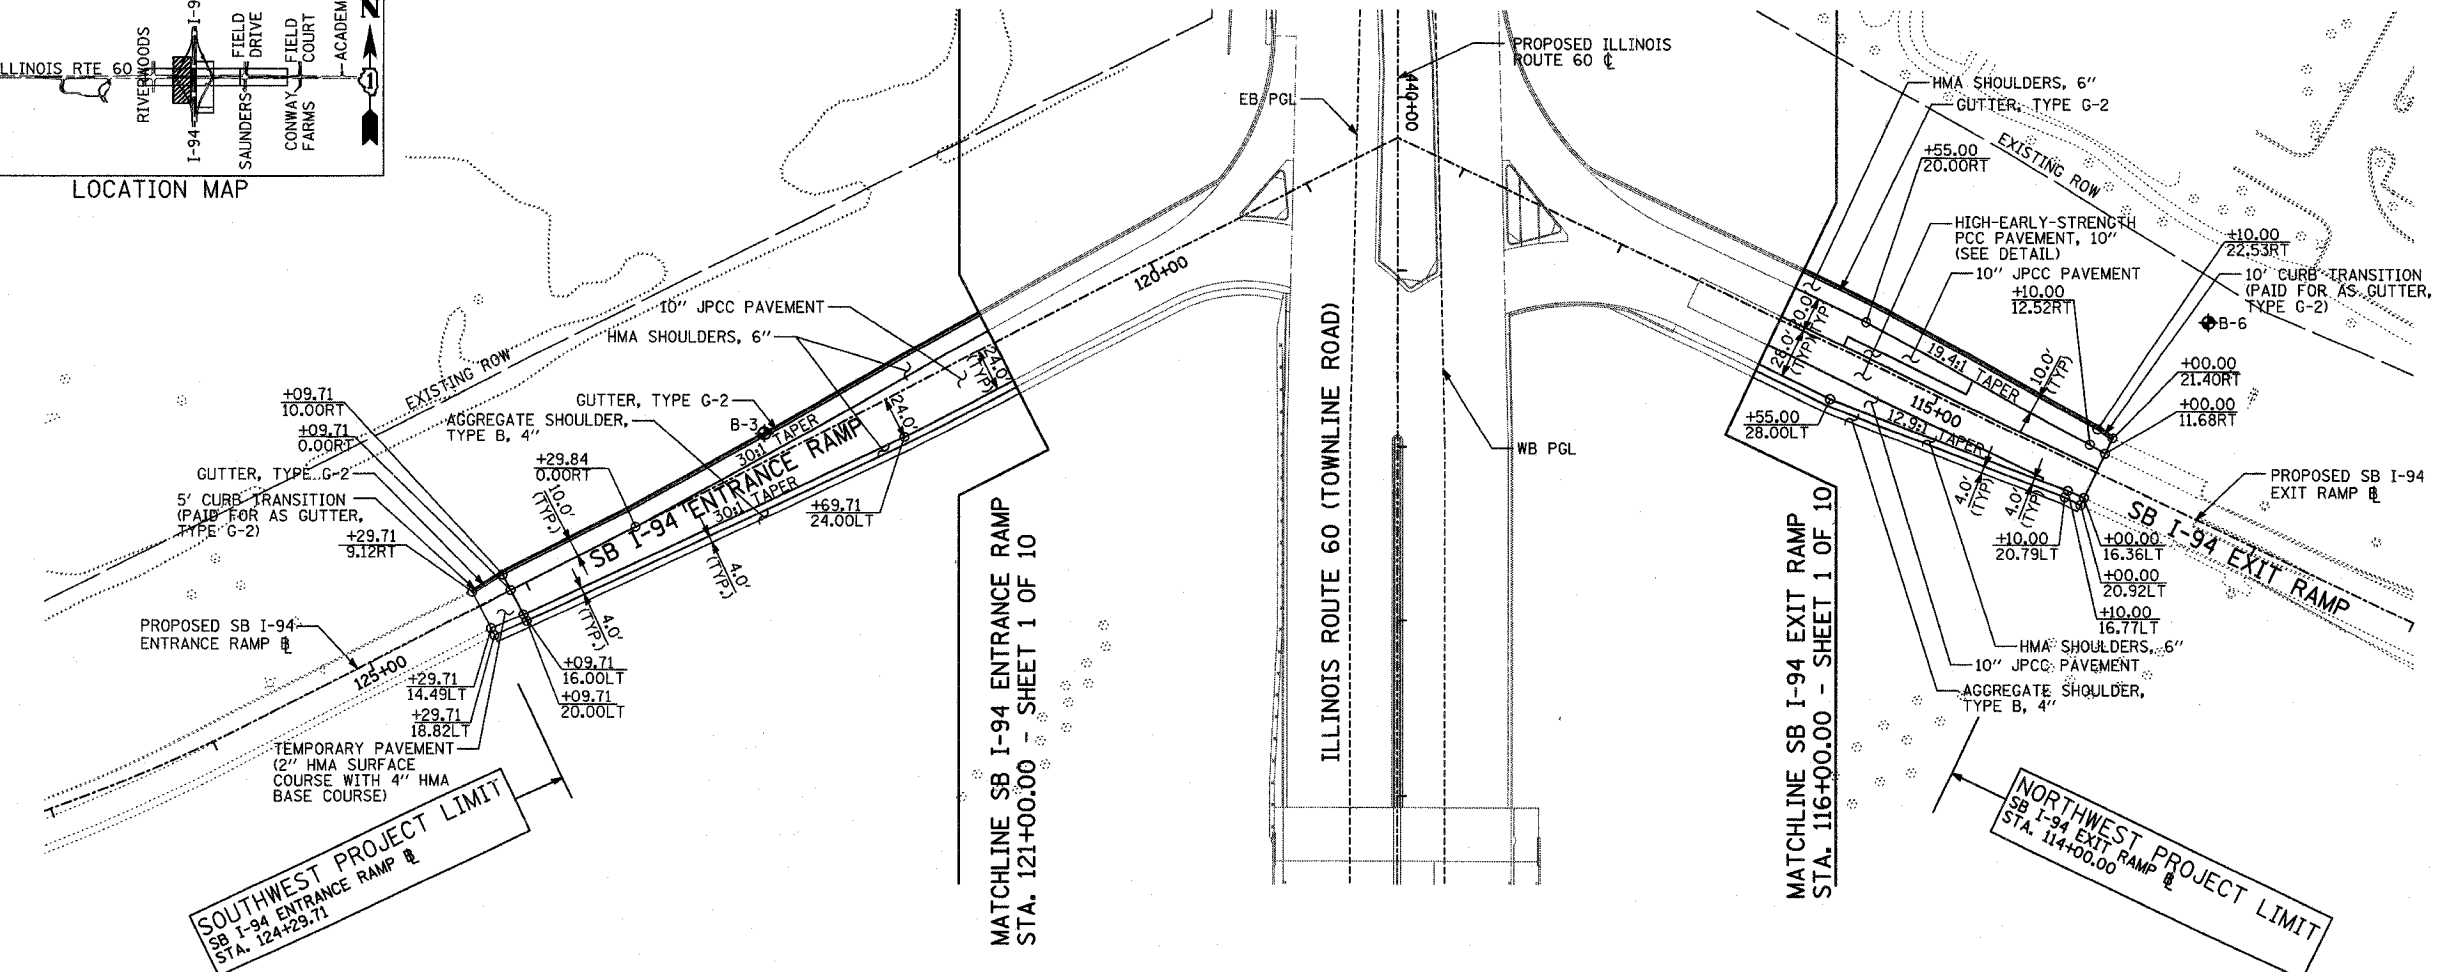 ILLINOIS RTE 60
RIVERWOODS
I-94
I-9
SAUNDERS
FIELD
DRIVE
CONWAY
FARMS
FIELD
COURT
ACADEM
N
1
LOCATION MAP
EXISTING ROW
+09.71
10.00RT
+09.71
0.00RT
GUTTER, TYPE G-2
5' CURB TRANSITION
(PAID FOR AS GUTTER,
TYPE G-2)
+29.71
9.12RT
PROPOSED SB I-94
ENTRANCE RAMP ℄
125+00
+29.71
14.49LT
+29.71
18.82LT
TEMPORARY PAVEMENT
(2" HMA SURFACE
COURSE WITH 4" HMA
BASE COURSE)
SOUTHWEST PROJECT LIMIT
SB I-94 ENTRANCE RAMP ℄
STA. 124+29.71
10" JPCC PAVEMENT
HMA SHOULDERS, 6"
GUTTER, TYPE G-2
AGGREGATE SHOULDER,
TYPE B, 4"
B-3
30:1 TAPER
SB I-94 ENTRANCE RAMP
30:1 TAPER
+29.84
0.00RT
10.0'
(TYP.)
4.0'
(TYP.)
4.0'
(TYP.)
24.0'
24.0'
(TYP)
+69.71
24.00LT
+09.71
16.00LT
+09.71
20.00LT
120+00
MATCHLINE SB I-94 ENTRANCE RAMP
STA. 121+00.00 - SHEET 1 OF 10
PROPOSED ILLINOIS
ROUTE 60 ℄
440+00
EB PGL
WB PGL
ILLINOIS ROUTE 60 (TOWNLINE ROAD)
MATCHLINE SB I-94 EXIT RAMP
STA. 116+00.00 - SHEET 1 OF 10
HMA SHOULDERS, 6"
GUTTER, TYPE G-2
+55.00
20.00RT
EXISTING ROW
HIGH-EARLY-STRENGTH
PCC PAVEMENT, 10"
(SEE DETAIL)
10" JPCC PAVEMENT
+10.00
12.52RT
+10.00
22.53RT
10' CURB TRANSITION
(PAID FOR AS GUTTER,
TYPE G-2)
B-6
+00.00
21.40RT
+00.00
11.68RT
20.0'
(TYP)
28.0'
(TYP)
19.4:1 TAPER
10.0'
(TYP)
115+00
12.9:1 TAPER
+55.00
28.00LT
4.0'
(TYP)
4.0'
(TYP)
+10.00
20.79LT
+00.00
16.36LT
+00.00
20.92LT
+10.00
16.77LT
SB I-94 EXIT RAMP
PROPOSED SB I-94
EXIT RAMP ℄
HMA SHOULDERS, 6"
10" JPCC PAVEMENT
AGGREGATE SHOULDER,
TYPE B, 4"
NORTHWEST PROJECT LIMIT
SB I-94 EXIT RAMP ℄
STA. 114+00.00